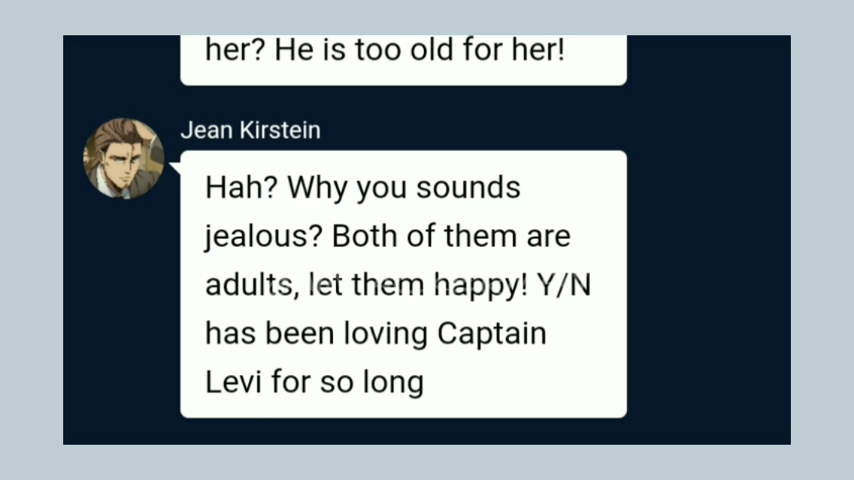 her? He is too old for her!
Jean Kirstein
Hah? Why you sounds
jealous? Both of them are
adults, let them happy! Y/N
has been loving Captain
Levi for so long